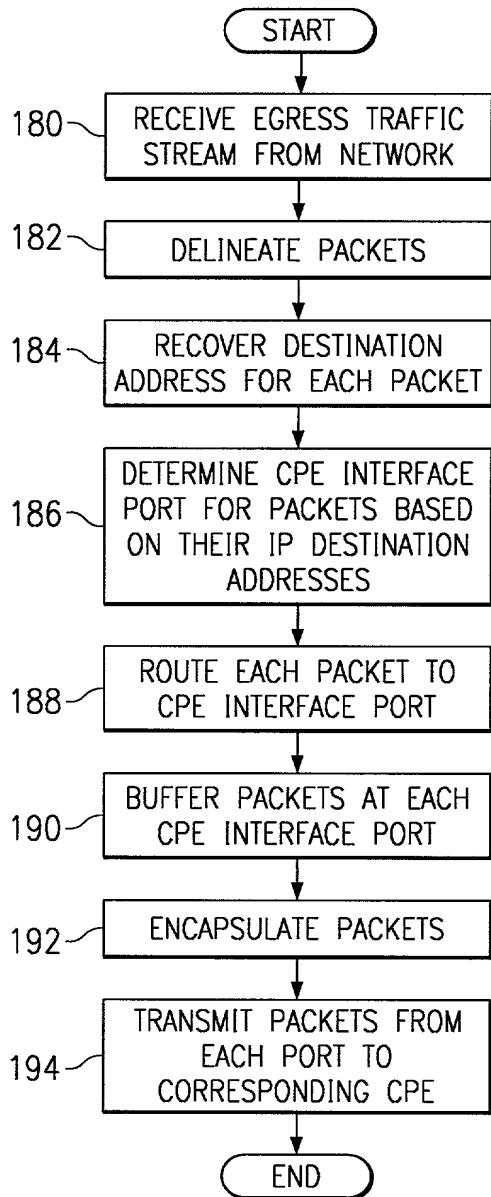 START
180
RECEIVE EGRESS TRAFFIC
STREAM FROM NETWORK
182
DELINEATE PACKETS
184
RECOVER DESTINATION
ADDRESS FOR EACH PACKET
186
DETERMINE CPE INTERFACE
PORT FOR PACKETS BASED
ON THEIR IP DESTINATION
ADDRESSES
188
ROUTE EACH PACKET TO
CPE INTERFACE PORT
190
BUFFER PACKETS AT EACH
CPE INTERFACE PORT
192
ENCAPSULATE PACKETS
194
TRANSMIT PACKETS FROM
EACH PORT TO
CORRESPONDING CPE
END